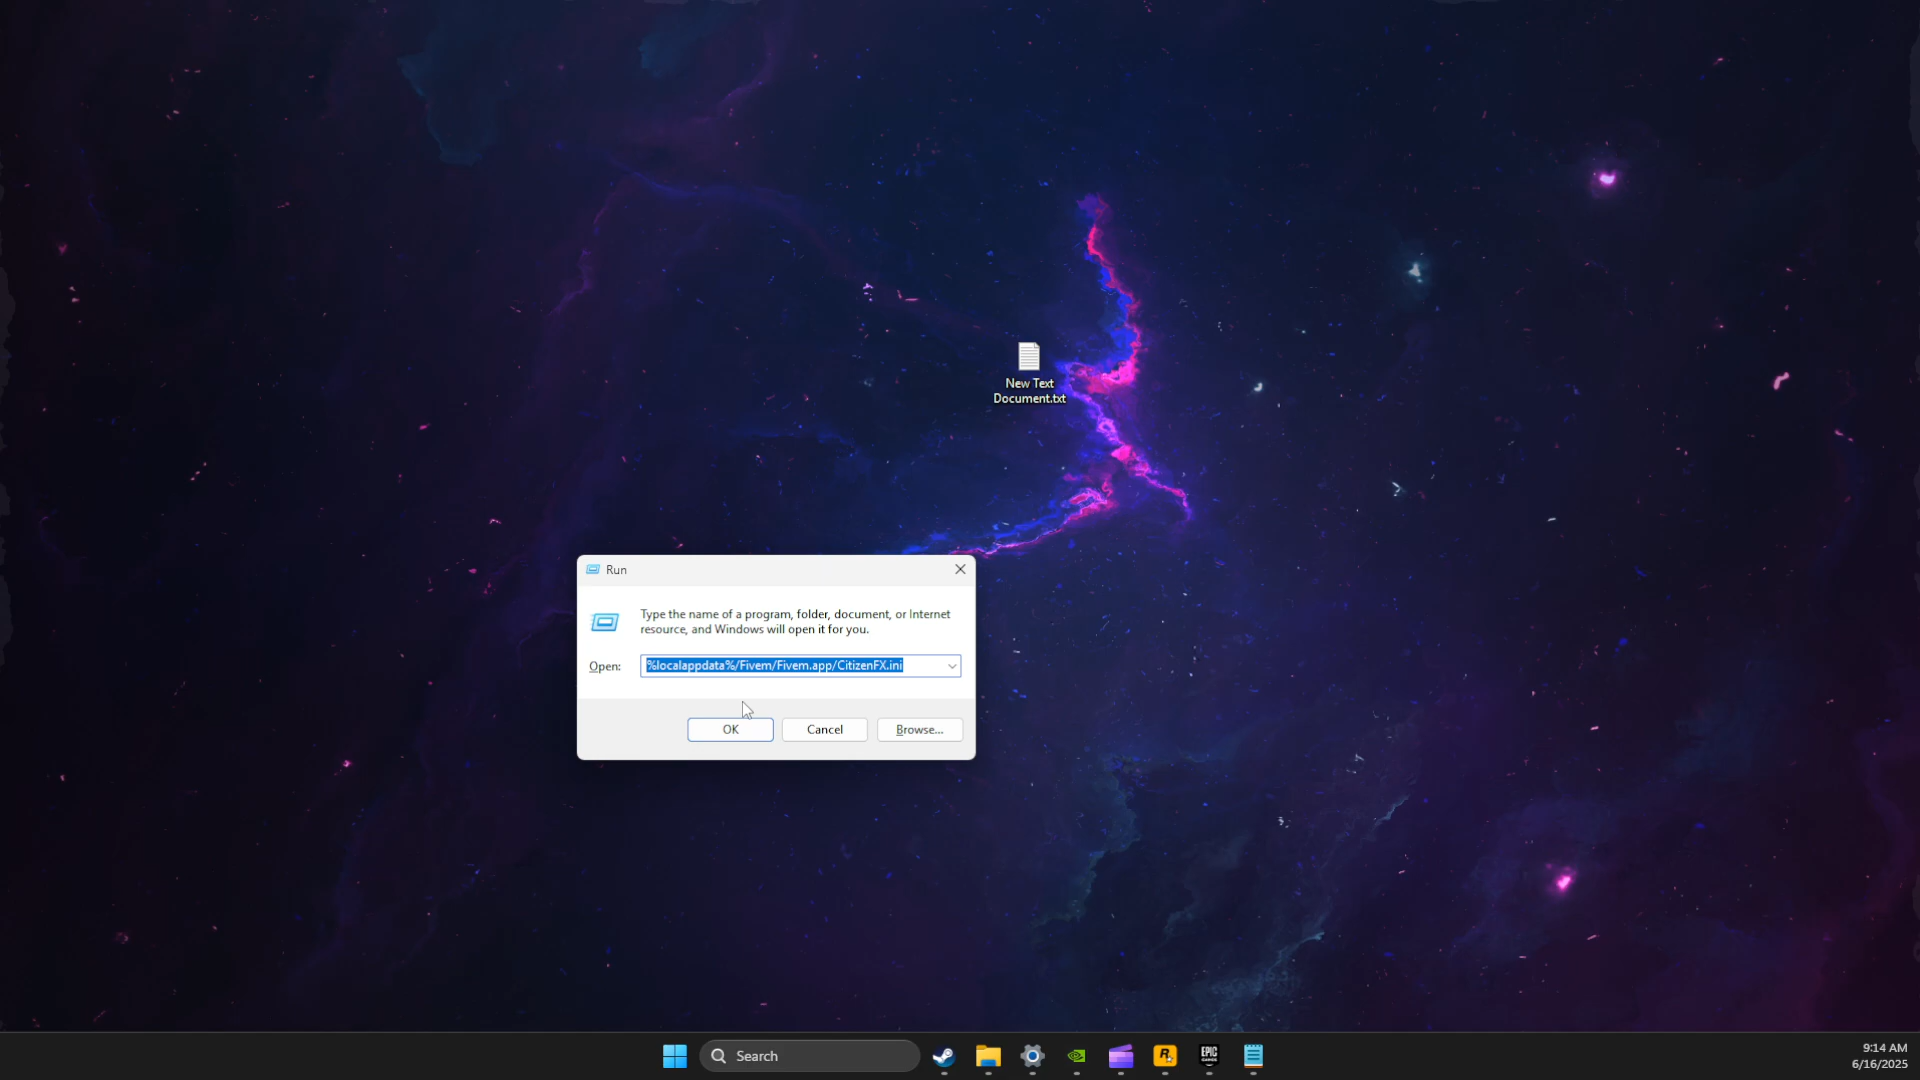 New Text
Document.txt
Run
Type the name of a program, folder, document, or Internet
resource, and Windows will open it for you.
Open:
%localappdata%/Fivem/Fivem.app/CitizenFX.ini
OK
Cancel
Browse...
Search
R
EPIC
GAMES
9:14 AM
6/16/2025